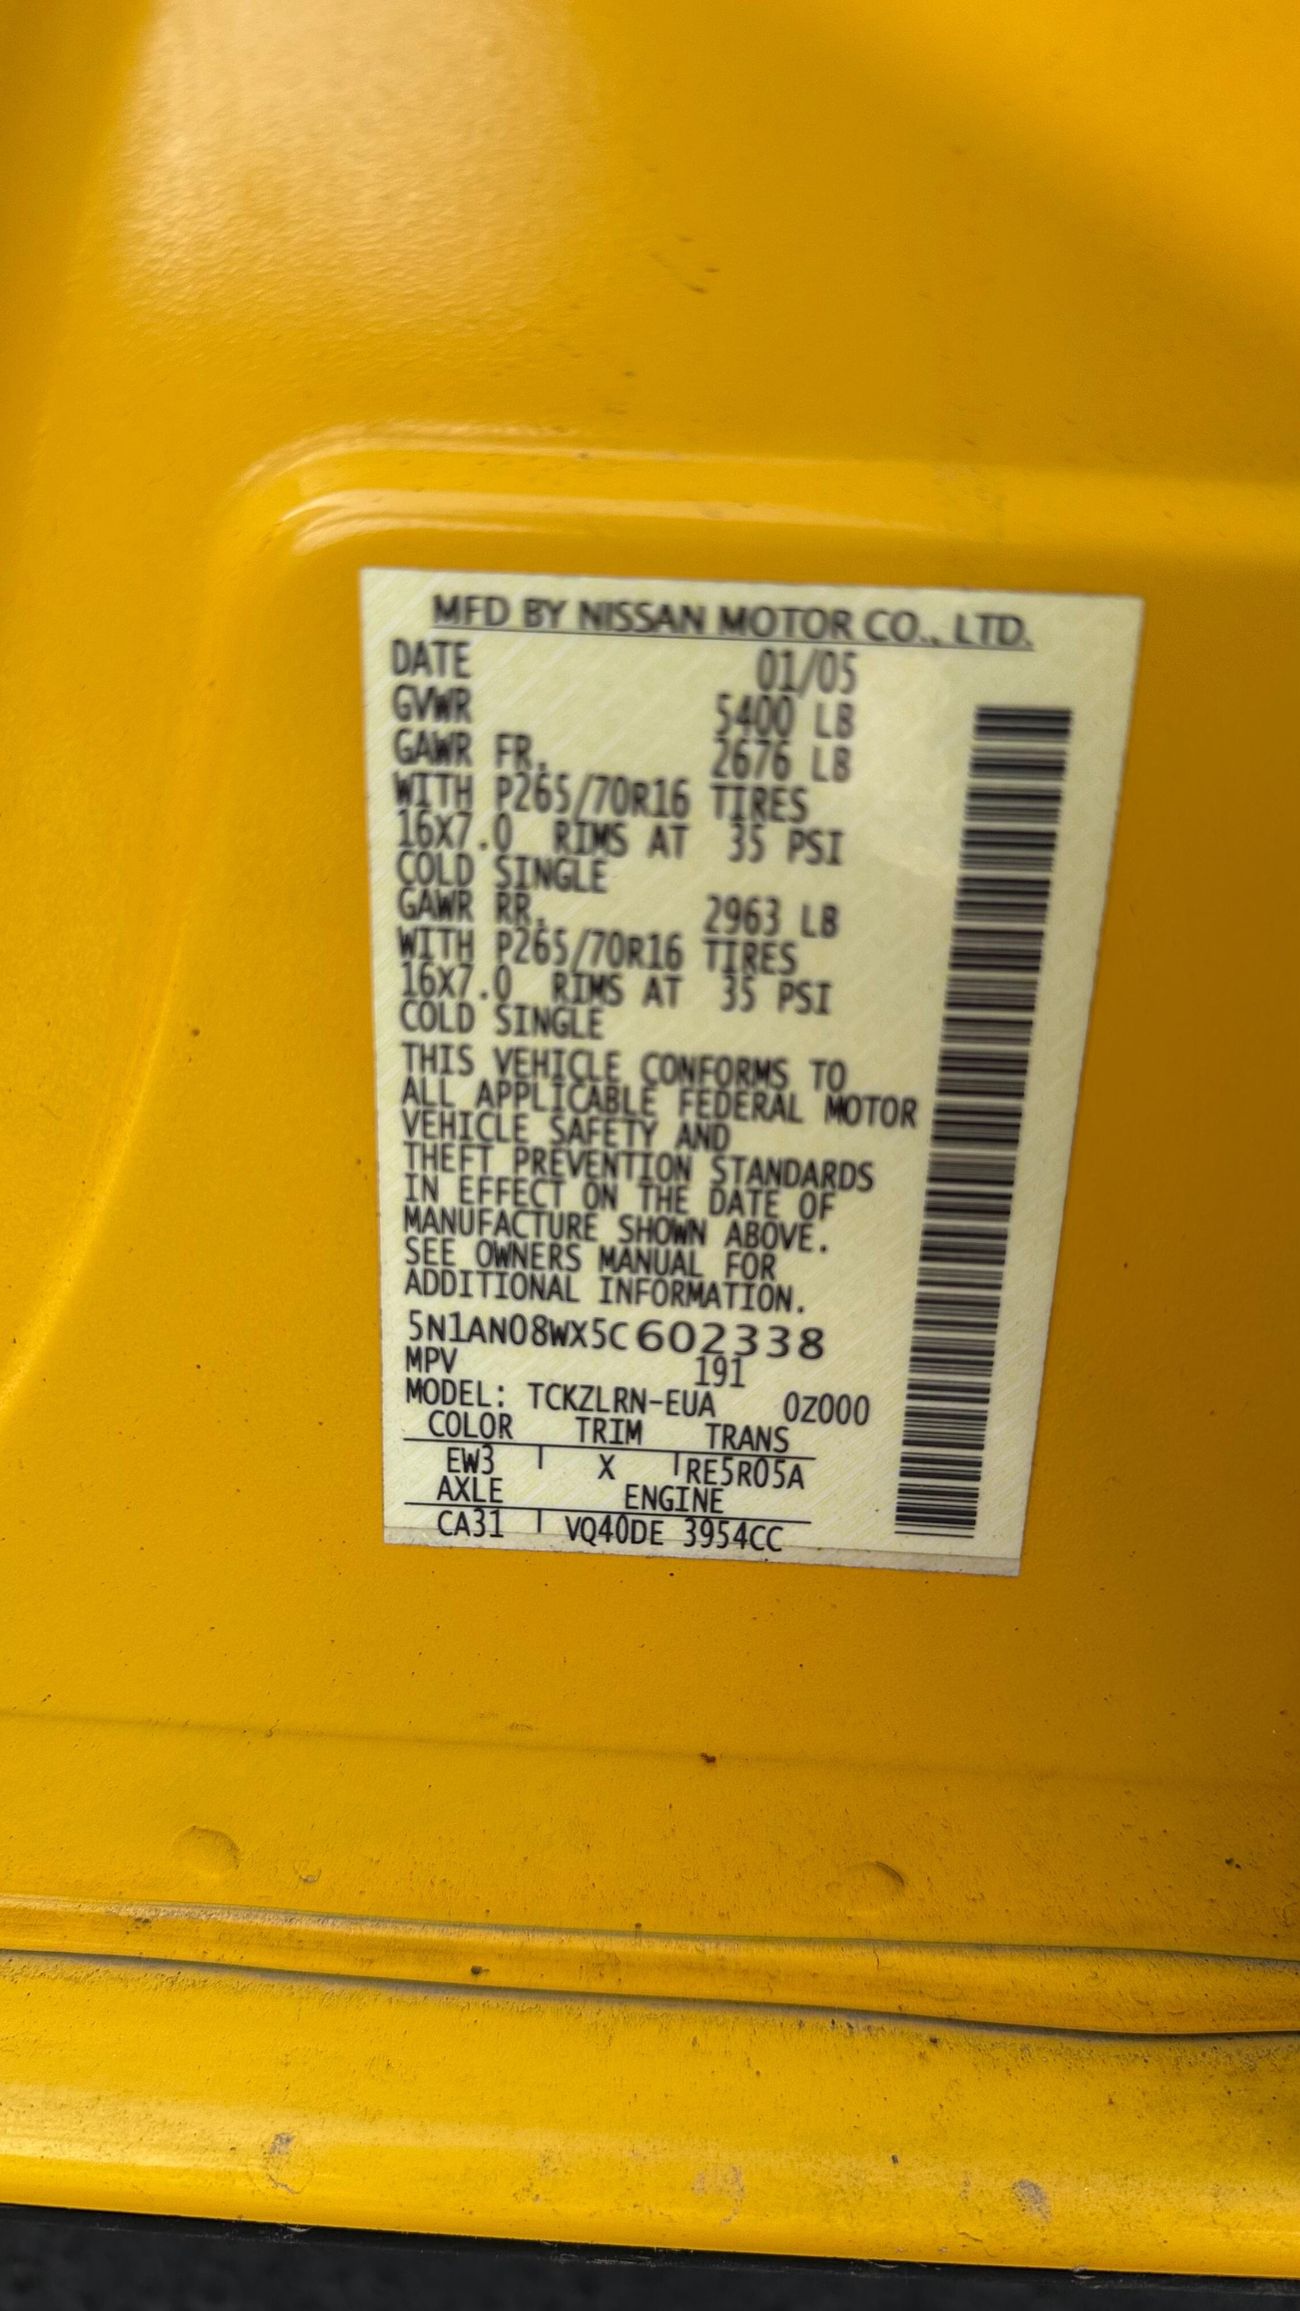 MFD BY NISSAN MOTOR CO., LTD.
DATE 01/05
GVWR 5400 LB
GAWR FR. 2676 LB
WITH P265/70R16 TIRES
16X7.0 RIMS AT 35 PSI
COLD SINGLE
GAWR RR. 2963 LB
WITH P265/70R16 TIRES
16X7.0 RIMS AT 35 PSI
COLD SINGLE
THIS VEHICLE CONFORMS TO
ALL APPLICABLE FEDERAL MOTOR
VEHICLE SAFETY AND
THEFT PREVENTION STANDARDS
IN EFFECT ON THE DATE OF
MANUFACTURE SHOWN ABOVE.
SEE OWNERS MANUAL FOR
ADDITIONAL INFORMATION.
5N1AN08WX5C602338
MPV 191
MODEL: TCKZLRN-EUA 0Z000
COLOR TRIM TRANS
EW3 X RE5R05A
AXLE ENGINE
CA31 VQ40DE 3954CC